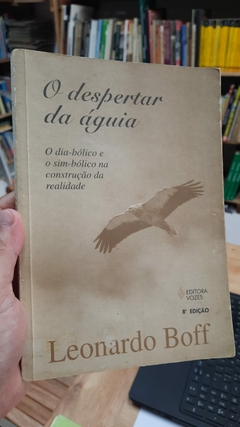 O despertar
da águia
O dia-bólico e
o sim-bólico na
construção da
realidade
EDITORA
VOZES
8ª EDIÇÃO
Leonardo Boff